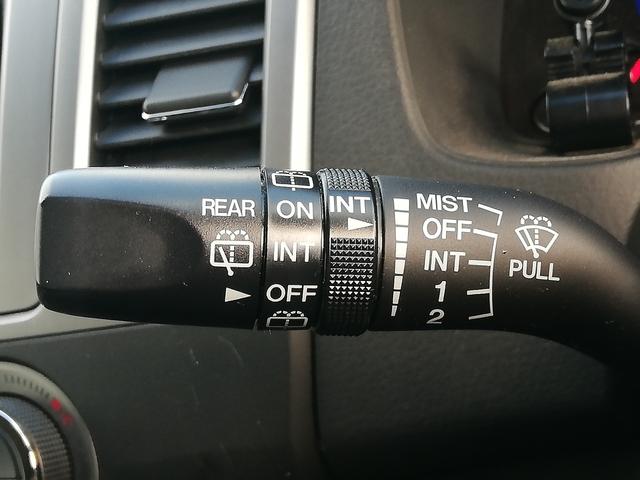 REAR
ON
INT
OFF
INT
MIST
OFF
INT
1
2
PULL